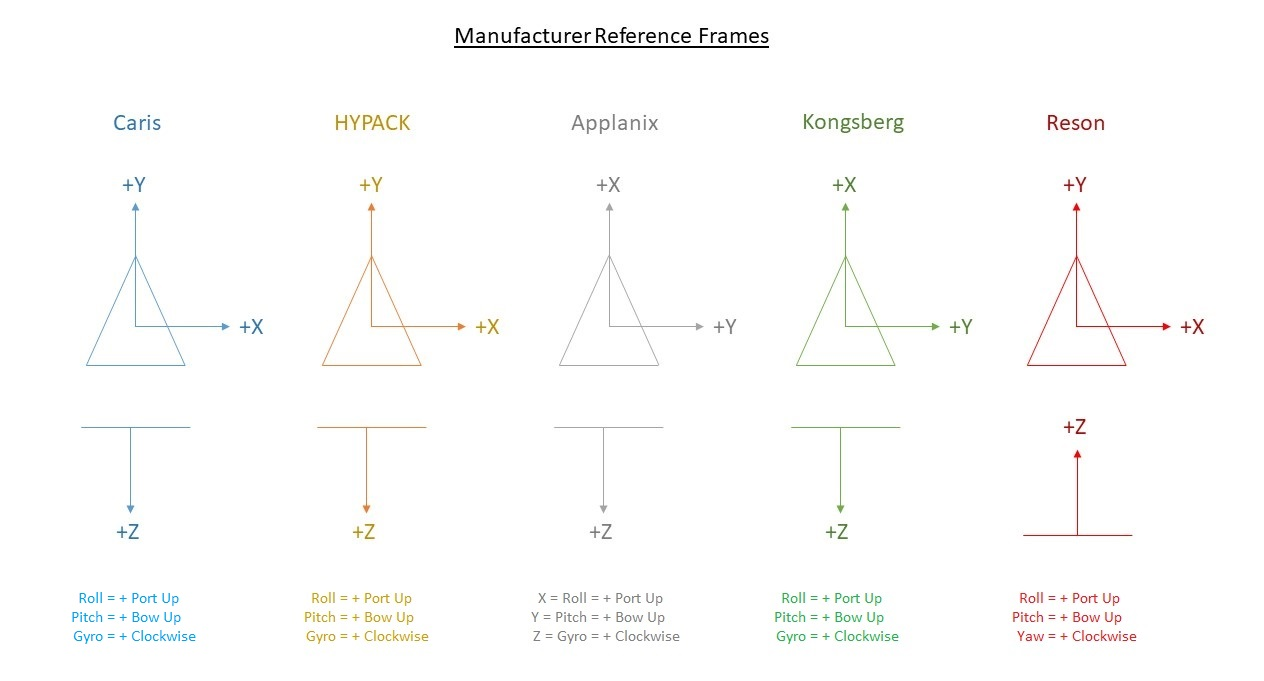 Manufacturer Reference Frames
Caris
HYPACK
Applanix
Kongsberg
Reson
+Y
+Y
+X
+X
+Y
+X
+X
+Y
+Y
+X
+Z
+Z
+Z
+Z
+Z
Roll = + Port Up
Pitch = + Bow Up
Gyro = + Clockwise
Roll = + Port Up
Pitch = + Bow Up
Gyro = + Clockwise
X = Roll = + Port Up
Y = Pitch = + Bow Up
Z = Gyro = + Clockwise
Roll = + Port Up
Pitch = + Bow Up
Gyro = + Clockwise
Roll = + Port Up
Pitch = + Bow Up
Yaw = + Clockwise